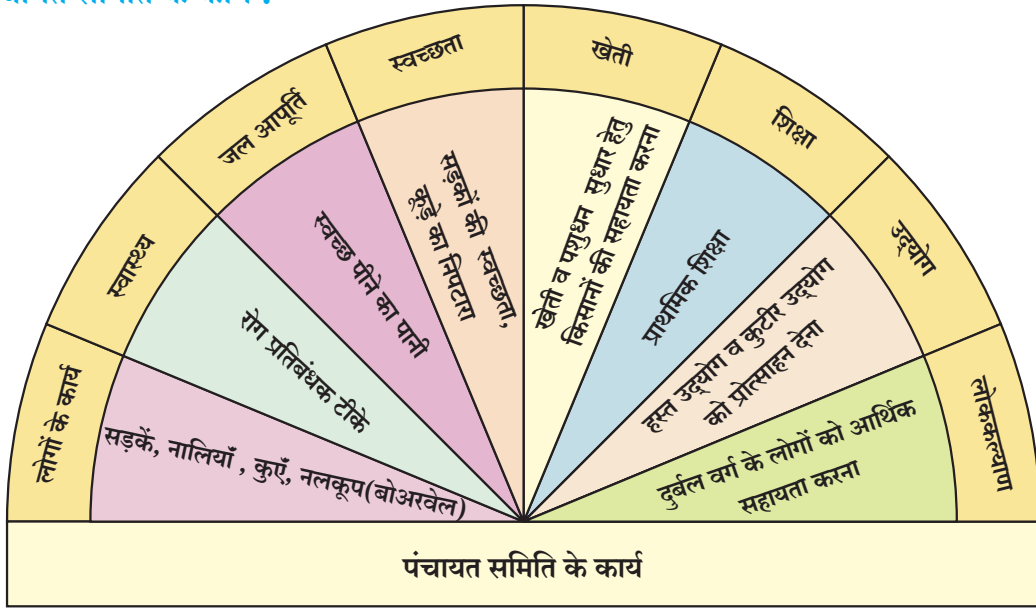 लोगों के कार्य
सड़कें, नालियाँ , कुएँ, नलकूप(बोअरवेल)
स्वास्थ्य
रोग प्रतिबंधक टीके
जल आपूर्ति
स्वच्छ पीने का पानी
स्वच्छता
सड़कों की स्वच्छता,
कूड़े का निपटारा
खेती
खेती व पशुधन सुधार हेतु
किसानों की सहायता करना
शिक्षा
प्राथमिक शिक्षा
उद्‌योग
हस्त उद्‌योग व कुटीर उद्‌योग
को प्रोत्साहन देना
लोककल्याण
दुर्बल वर्ग के लोगों को आर्थिक
सहायता करना
पंचायत समिति के कार्य